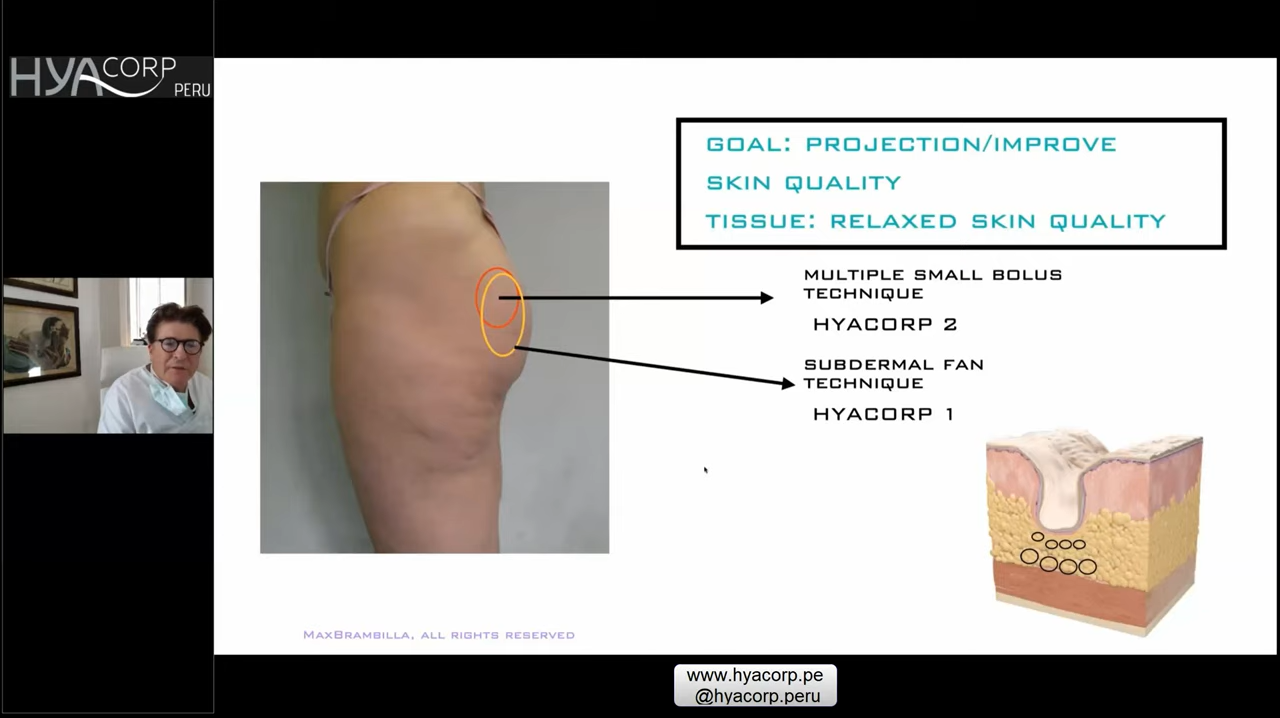 HYACORP
PERU
GOAL: PROJECTION/IMPROVE
SKIN QUALITY
TISSUE: RELAXED SKIN QUALITY
MULTIPLE SMALL BOLUS
TECHNIQUE
HYACORP 2
SUBDERMAL FAN
TECHNIQUE
HYACORP 1
MAXBRAMBILLA, ALL RIGHTS RESERVED
www.hyacorp.pe
@hyacorp.peru